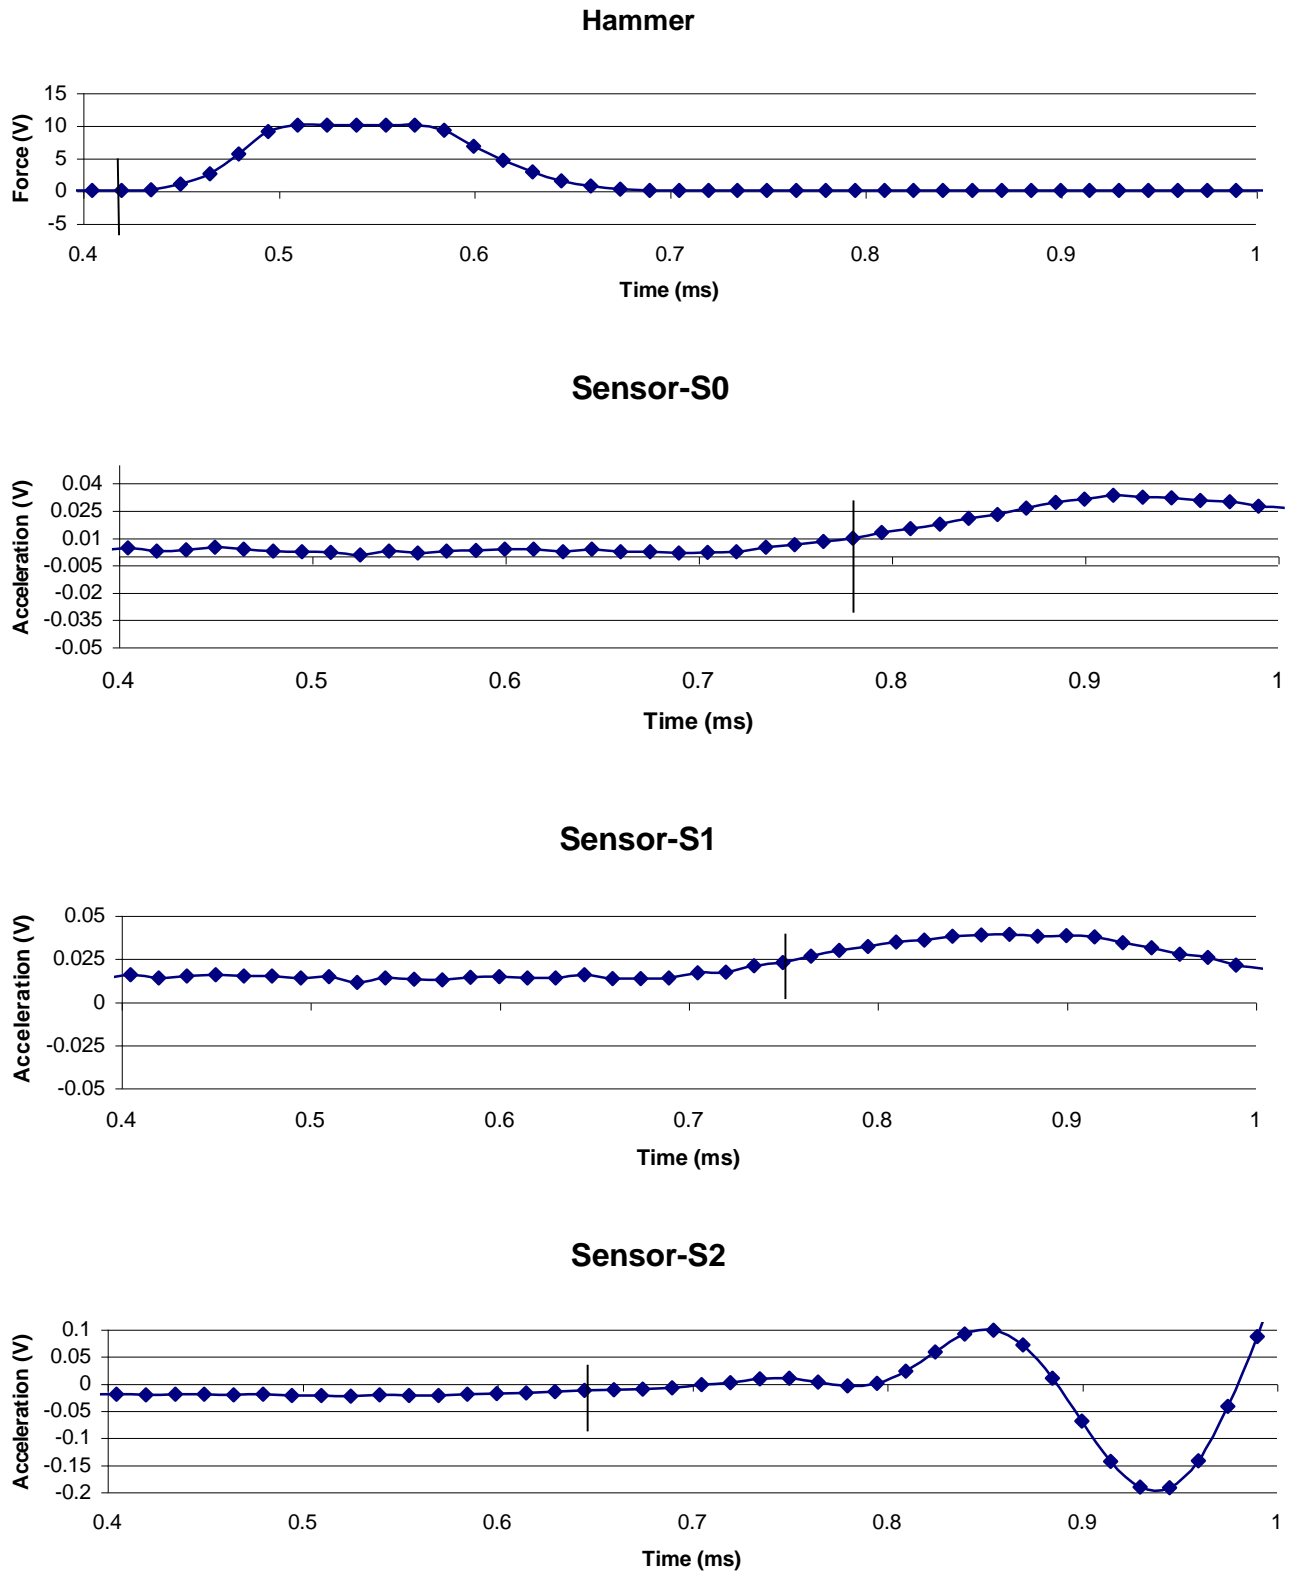 Hammer
15
10
5
0
-5
Force (V)
0.4 0.5 0.6 0.7 0.8 0.9 1
Time (ms)
Sensor-S0
0.04
0.025
0.01
-0.005
-0.02
-0.035
-0.05
Acceleration (V)
0.4 0.5 0.6 0.7 0.8 0.9 1
Time (ms)
Sensor-S1
0.05
0.025
0
-0.025
-0.05
Acceleration (V)
0.4 0.5 0.6 0.7 0.8 0.9 1
Time (ms)
Sensor-S2
0.1
0.05
0
-0.05
-0.1
-0.15
-0.2
Acceleration (V)
0.4 0.5 0.6 0.7 0.8 0.9 1
Time (ms)